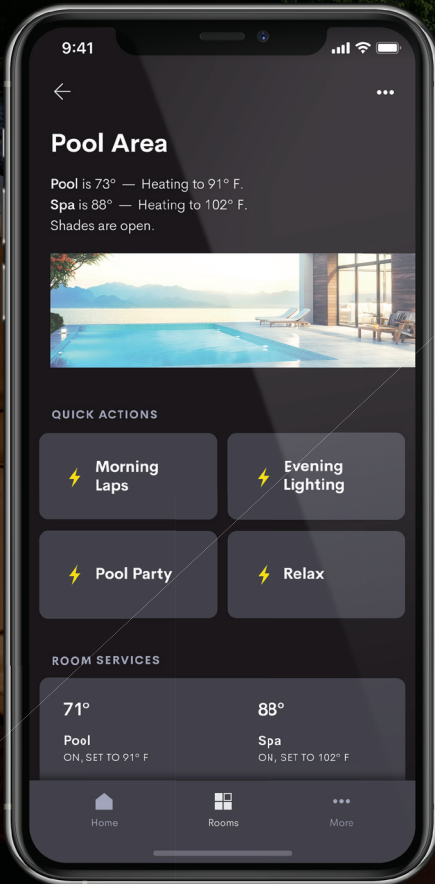 9:41
Pool Area
Pool is 73° — Heating to 91° F.
Spa is 88° — Heating to 102° F.
Shades are open.
QUICK ACTIONS
Morning
Laps
Evening
Lighting
Pool Party
Relax
ROOM SERVICES
71° 88°
Pool Spa
ON, SET TO 91° F ON, SET TO 102° F
Home Rooms More